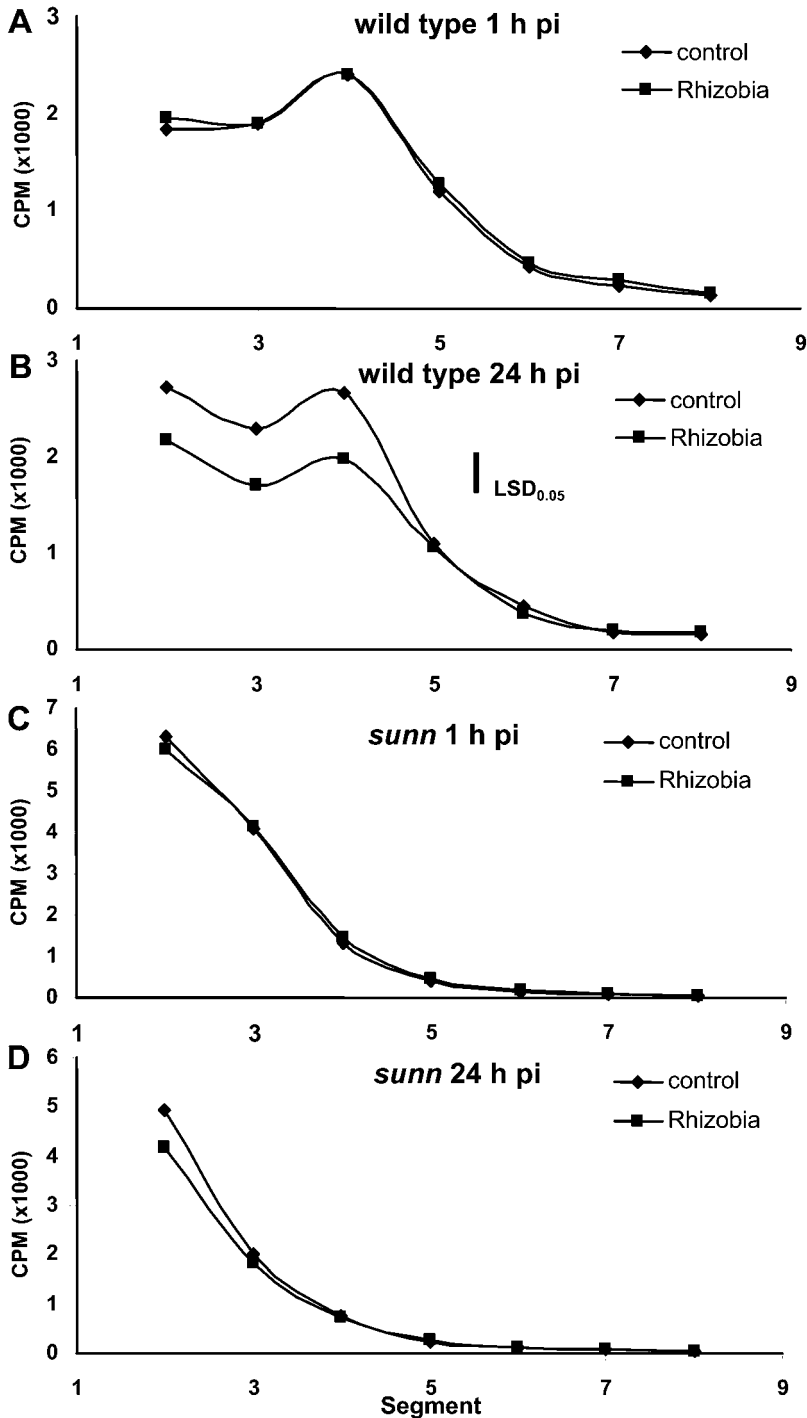 A
wild type 1 h pi
control
Rhizobia
CPM (x1000)
3
2
1
0
1 3 5 7 9
B
wild type 24 h pi
control
Rhizobia
LSD0.05
CPM (x1000)
3
2
1
0
1 3 5 7 9
C
sunn 1 h pi
control
Rhizobia
CPM (x1000)
7
6
5
4
3
2
1
0
1 3 5 7 9
D
sunn 24 h pi
control
Rhizobia
CPM (x1000)
6
5
4
3
2
1
0
1 3 5 7 9
Segment